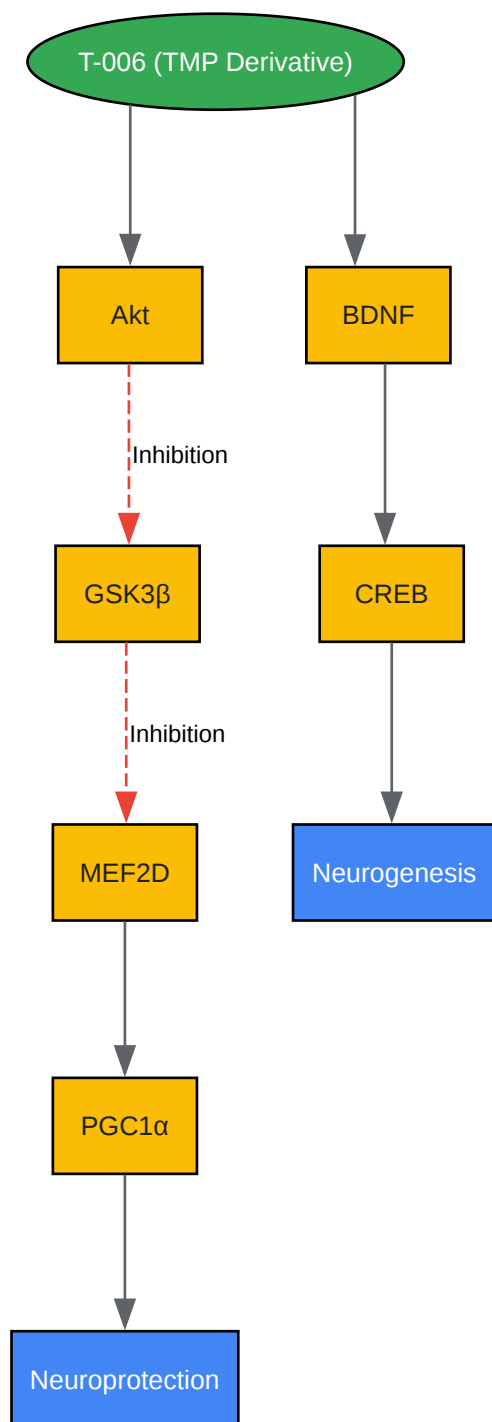 T-006 (TMP Derivative)
Akt
BDNF
Inhibition
GSK3β
CREB
Inhibition
MEF2D
Neurogenesis
PGC1α
Neuroprotection